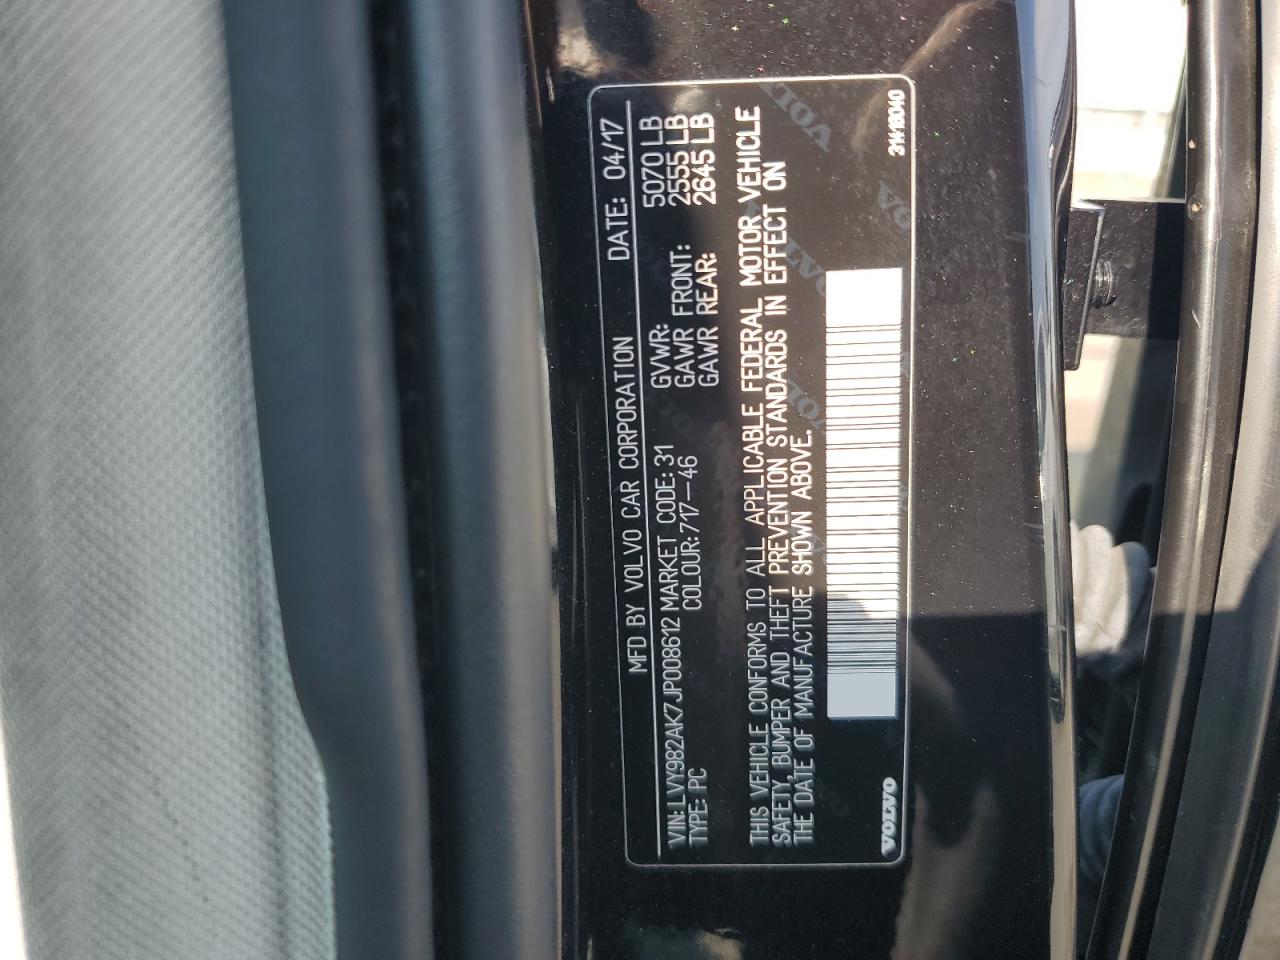 MFD BY VOLVO CAR CORPORATION DATE: 04/17
VIN: LVY982AK7JP008612 MARKET CODE: 31 GVWR: 5070 LB
TYPE: PC COLOUR: 717-46 GAWR FRONT: 2555 LB
GAWR REAR: 2645 LB
THIS VEHICLE CONFORMS TO ALL APPLICABLE FEDERAL MOTOR VEHICLE
SAFETY, BUMPER AND THEFT PREVENTION STANDARDS IN EFFECT ON
THE DATE OF MANUFACTURE SHOWN ABOVE.
VOLVO 31418040